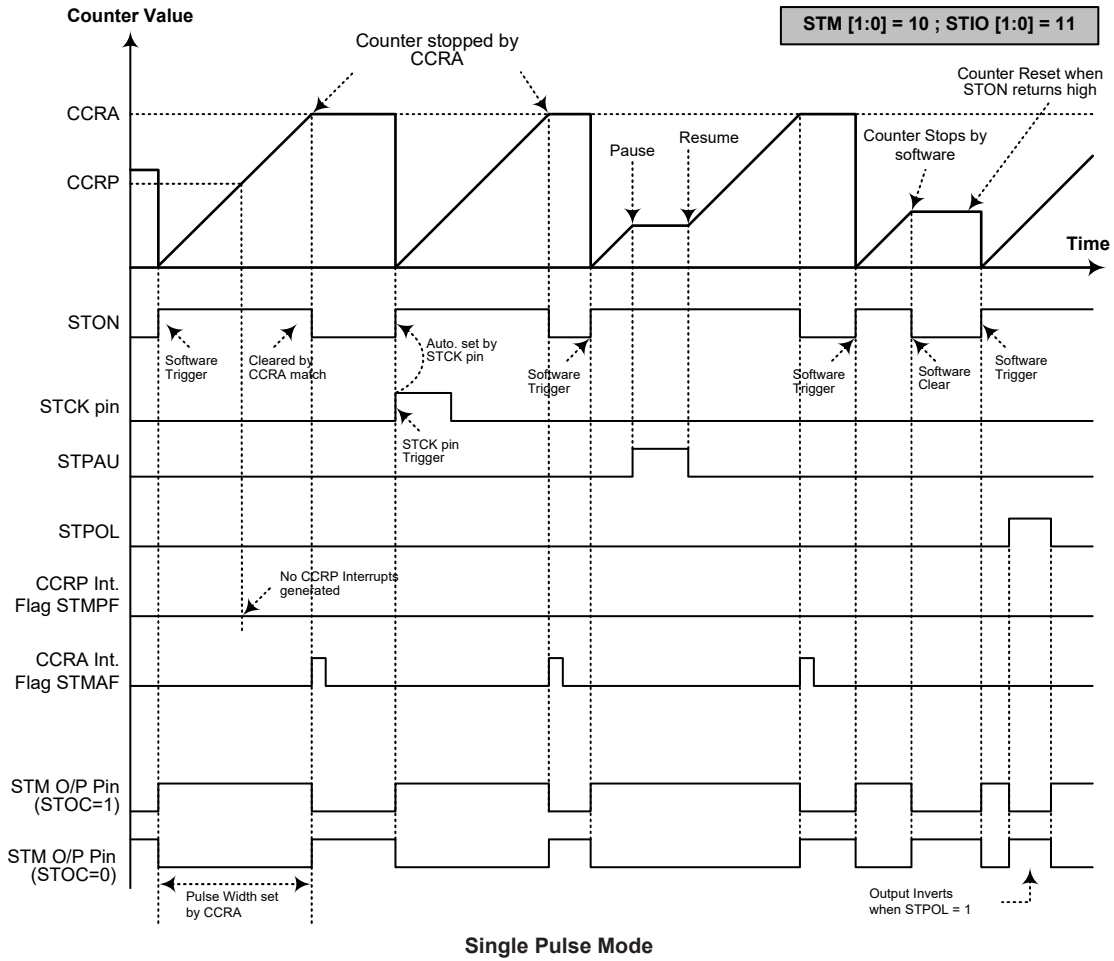 Counter Value
STM [1:0] = 10 ; STIO [1:0] = 11
Counter stopped by
CCRA
Counter Reset when
STON returns high
CCRA
Pause
Resume
Counter Stops by
software
CCRP
Time
STON
Software
Trigger
Cleared by
CCRA match
Auto. set by
STCK pin
Software
Trigger
Software
Trigger
Software
Clear
Software
Trigger
STCK pin
STCK pin
Trigger
STPAU
STPOL
CCRP Int.
Flag STMPF
No CCRP Interrupts
generated
CCRA Int.
Flag STMAF
STM O/P Pin
(STOC=1)
STM O/P Pin
(STOC=0)
Pulse Width set
by CCRA
Output Inverts
when STPOL = 1
Single Pulse Mode